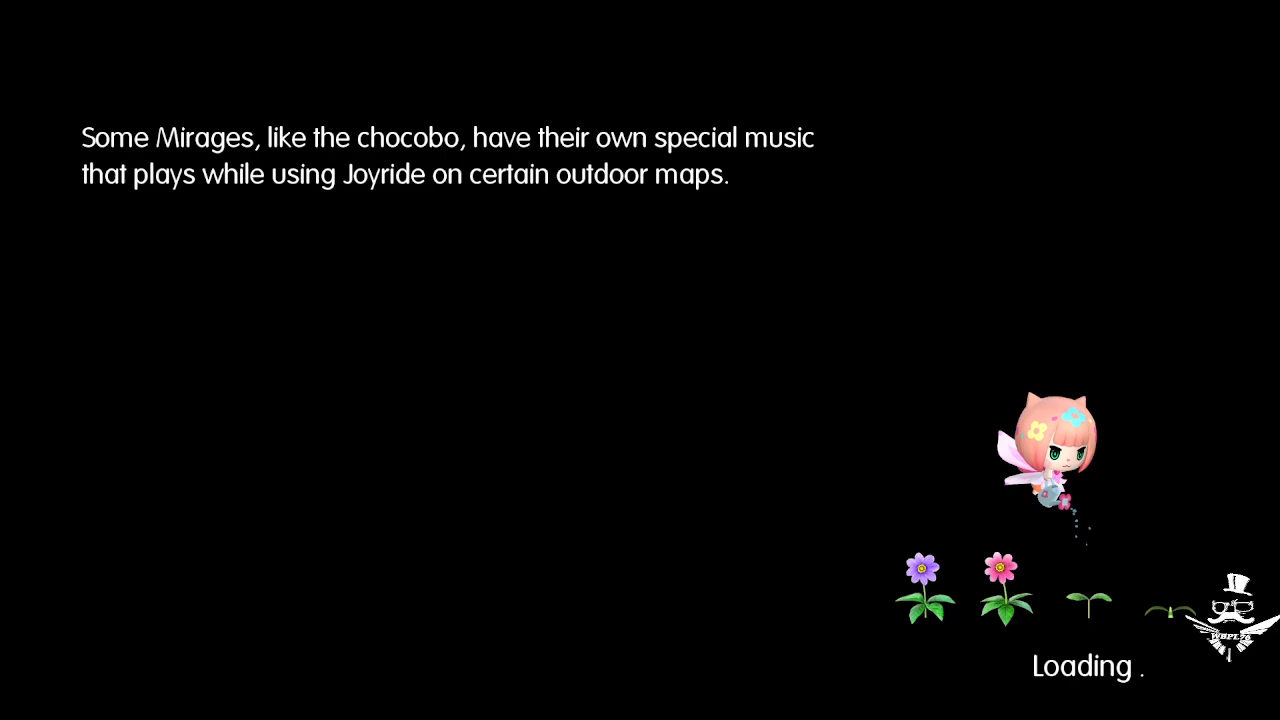 Some Mirages, like the chocobo, have their own special music
that plays while using Joyride on certain outdoor maps.
Loading .